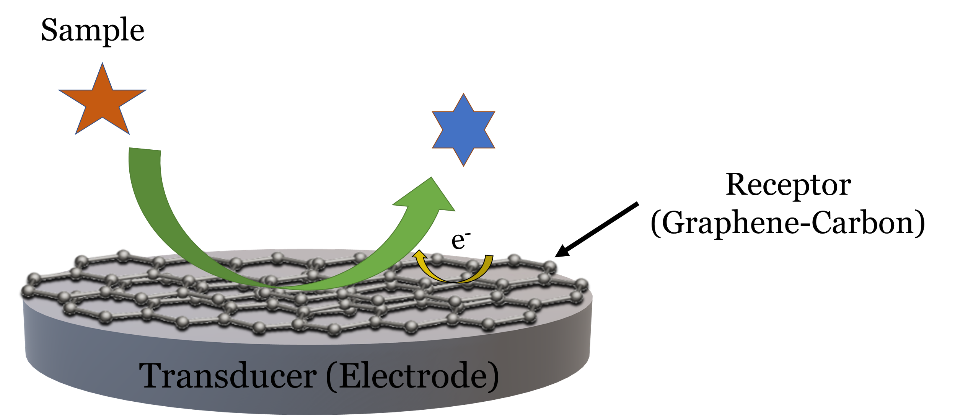 Sample
Receptor
(Graphene-Carbon)
e⁻
Transducer (Electrode)